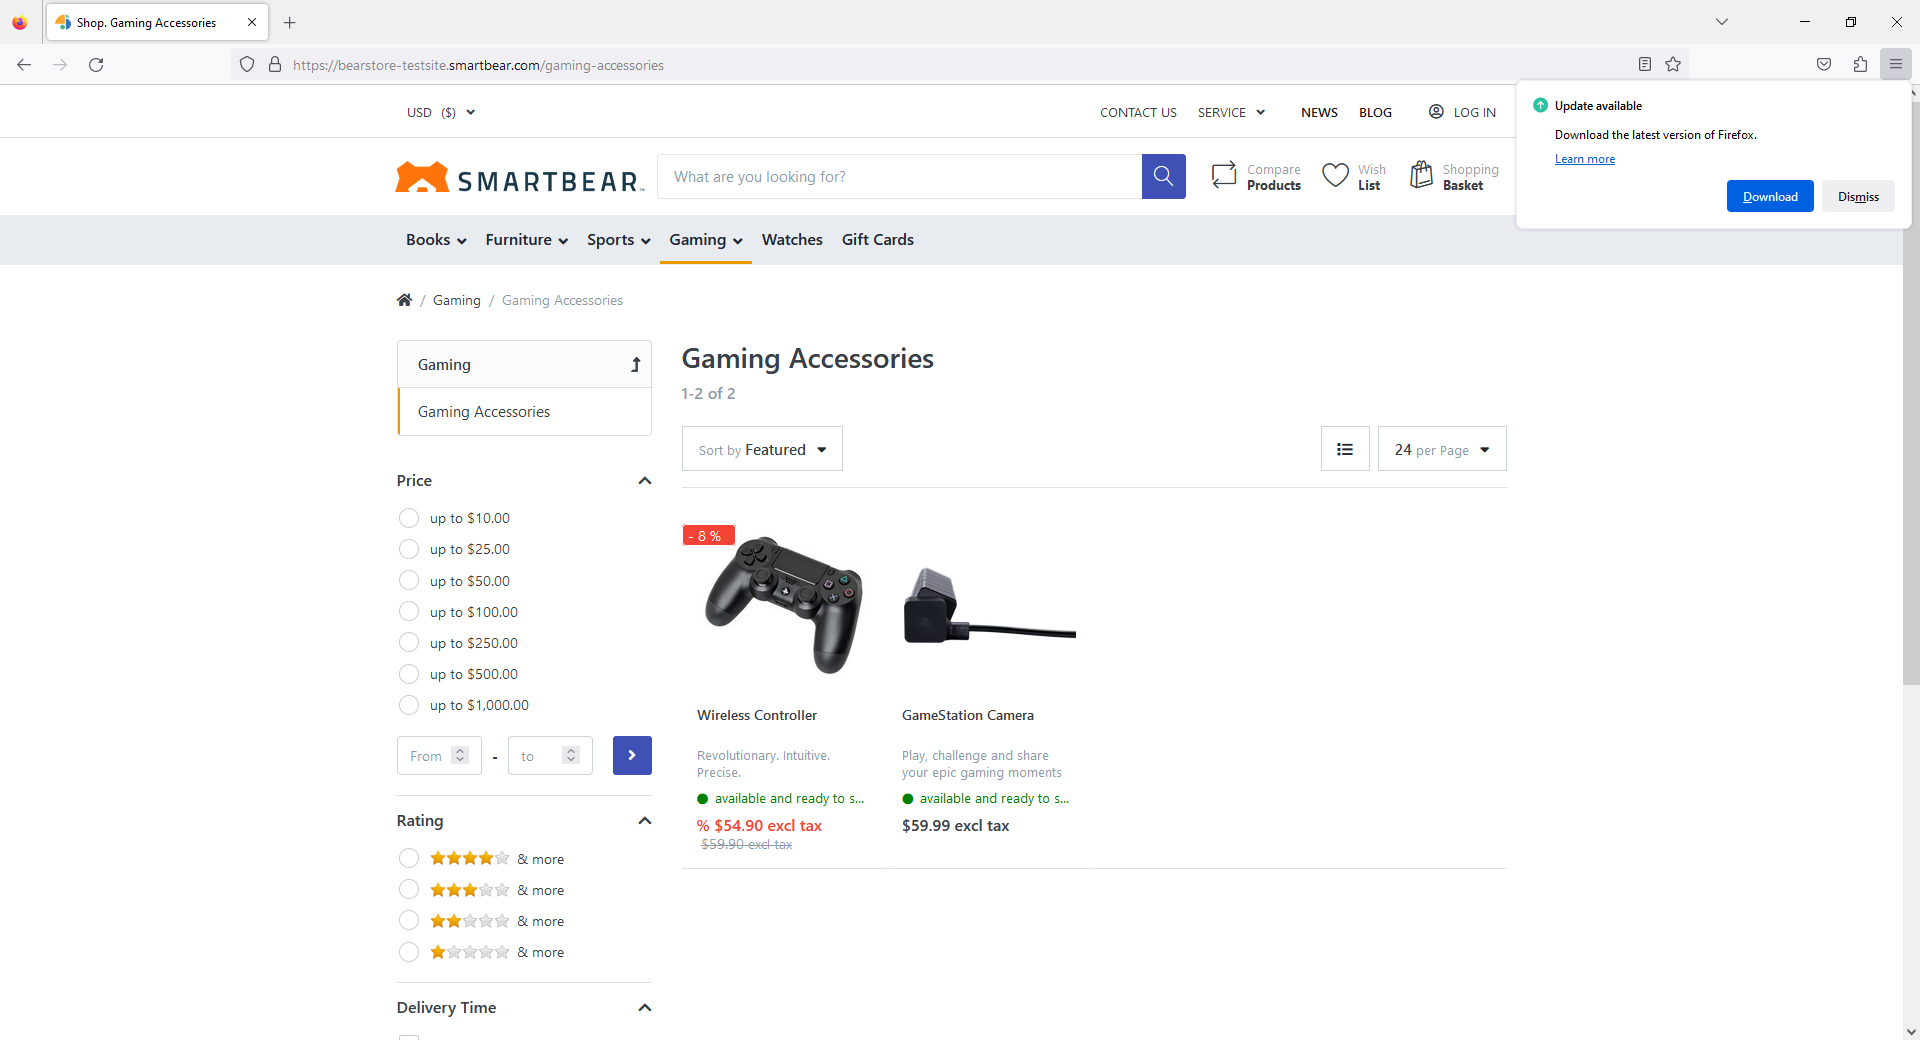 Shop. Gaming Accessories
https://bearstore-testsite.smartbear.com/gaming-accessories
Update available
Download the latest version of Firefox.
Learn more
Download
Dismiss
USD ($)
CONTACT US
SERVICE
NEWS
BLOG
LOG IN
SMARTBEAR
What are you looking for?
Compare
Products
Wish
List
Shopping
Basket
Books
Furniture
Sports
Gaming
Watches
Gift Cards
/ Gaming / Gaming Accessories
Gaming
Gaming Accessories
Price
up to $10.00
up to $25.00
up to $50.00
up to $100.00
up to $250.00
up to $500.00
up to $1,000.00
From - to
Rating
& more
& more
& more
& more
Delivery Time
Gaming Accessories
1-2 of 2
Sort by Featured
24 per Page
- 8 %
Wireless Controller
Revolutionary. Intuitive.
Precise.
available and ready to s...
% $54.90 excl tax
$59.90 excl tax
GameStation Camera
Play, challenge and share
your epic gaming moments
available and ready to s...
$59.99 excl tax